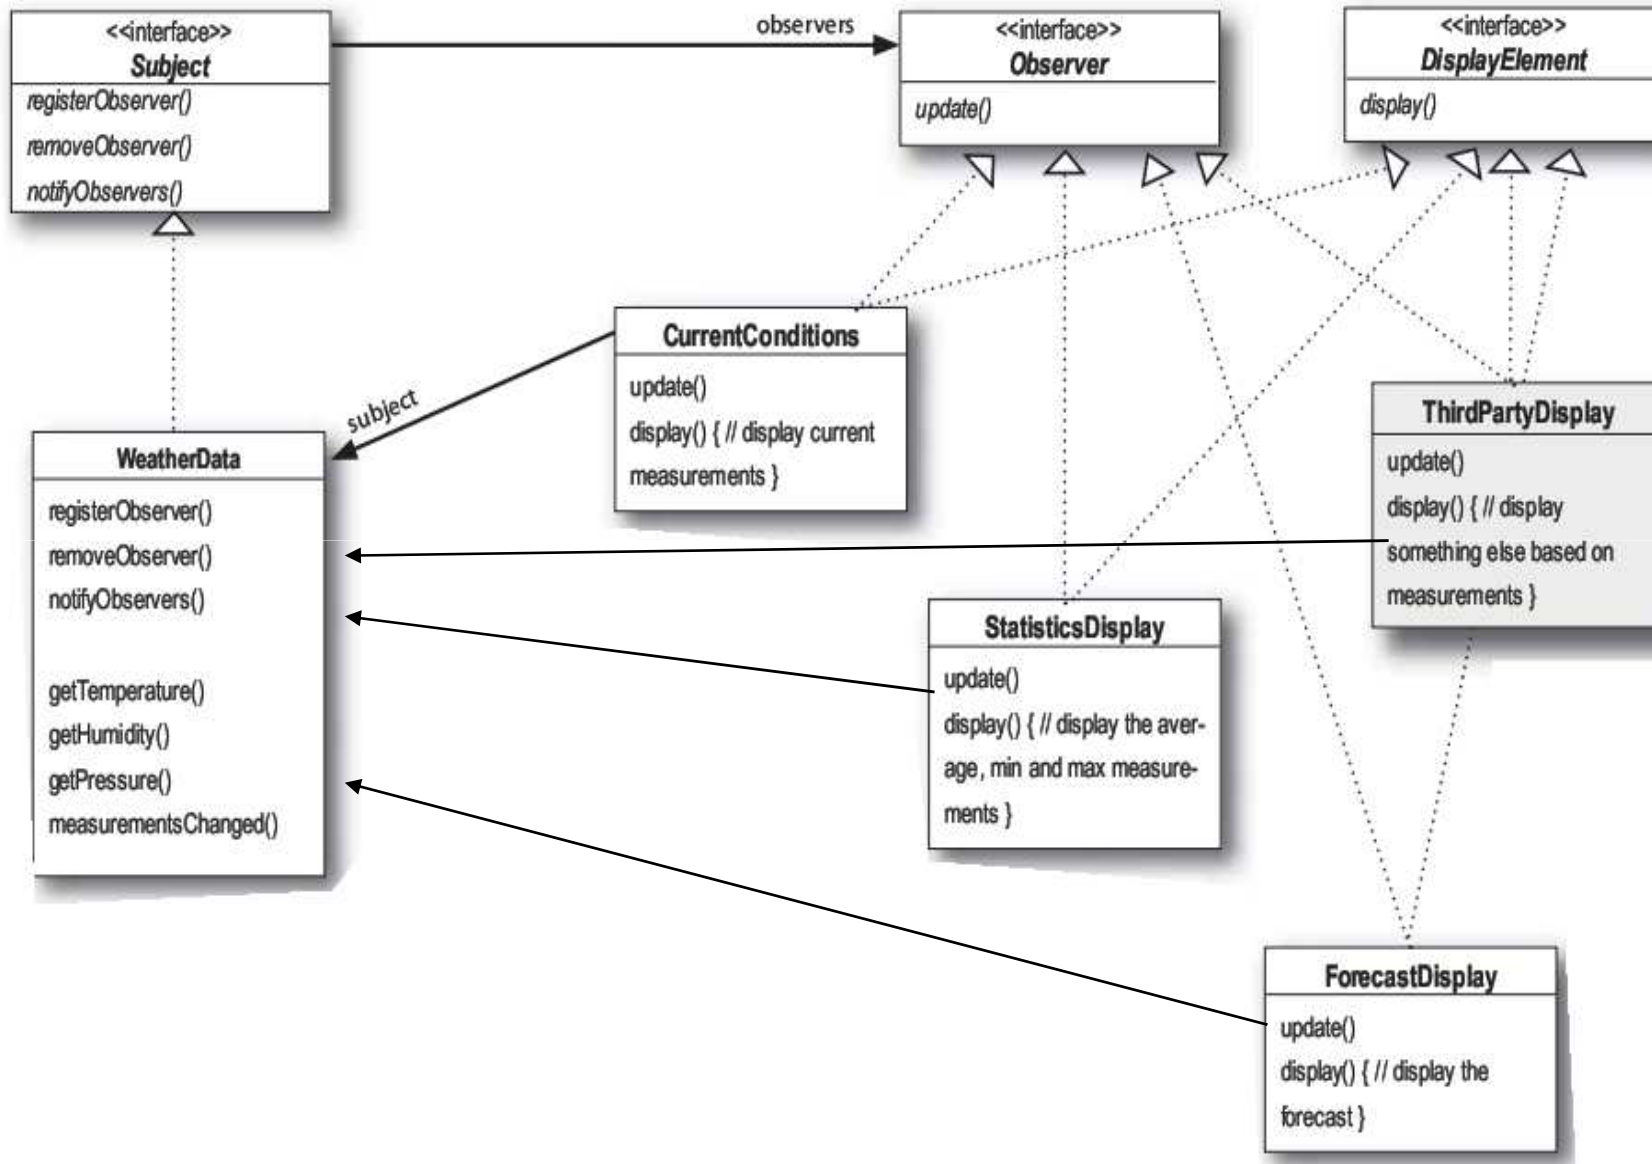 <<interface>>
Subject
registerObserver()
removeObserver()
notifyObservers()
observers
<<interface>>
Observer
update()
<<interface>>
DisplayElement
display()
CurrentConditions
update()
display() { // display current
measurements }
subject
WeatherData
registerObserver()
removeObserver()
notifyObservers()
getTemperature()
getHumidity()
getPressure()
measurementsChanged()
ThirdPartyDisplay
update()
display() { // display
something else based on
measurements }
StatisticsDisplay
update()
display() { // display the aver-
age, min and max measure-
ments }
ForecastDisplay
update()
display() { // display the
forecast }